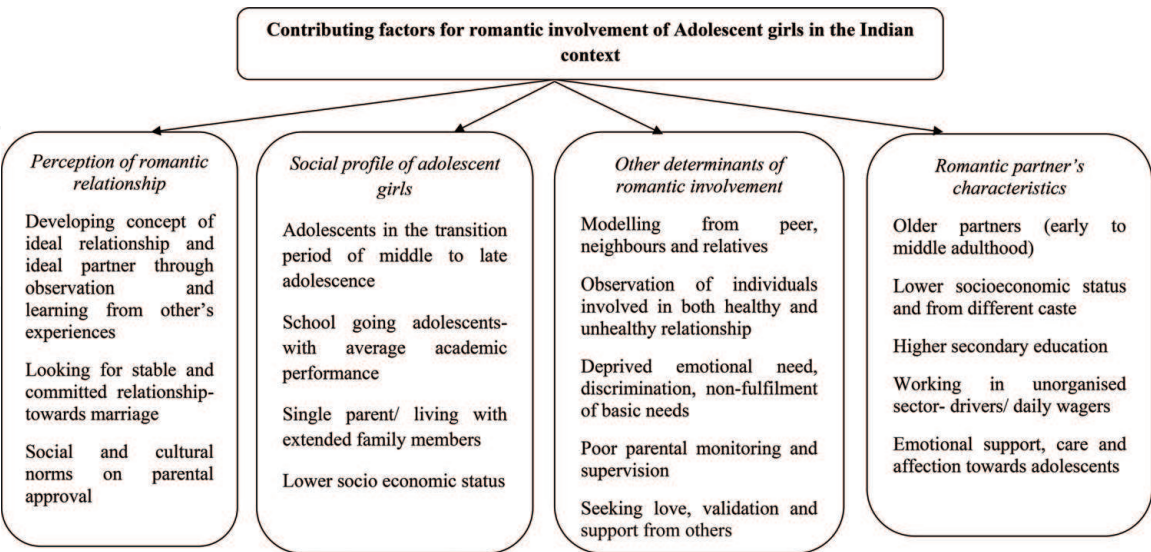 Contributing factors for romantic involvement of Adolescent girls in the Indian
context
Perception of romantic
relationship
Developing concept of
ideal relationship and
ideal partner through
observation and
learning from other’s
experiences
Looking for stable and
committed relationship-
towards marriage
Social and cultural
norms on parental
approval
Social profile of adolescent
girls
Adolescents in the transition
period of middle to late
adolescence
School going adolescents-
with average academic
performance
Single parent/ living with
extended family members
Lower socio economic status
Other determinants of
romantic involvement
Modelling from peer,
neighbours and relatives
Observation of individuals
involved in both healthy and
unhealthy relationship
Deprived emotional need,
discrimination, non-fulfilment
of basic needs
Poor parental monitoring and
supervision
Seeking love, validation and
support from others
Romantic partner’s
characteristics
Older partners (early to
middle adulthood)
Lower socioeconomic status
and from different caste
Higher secondary education
Working in unorganised
sector- drivers/ daily wagers
Emotional support, care and
affection towards adolescents